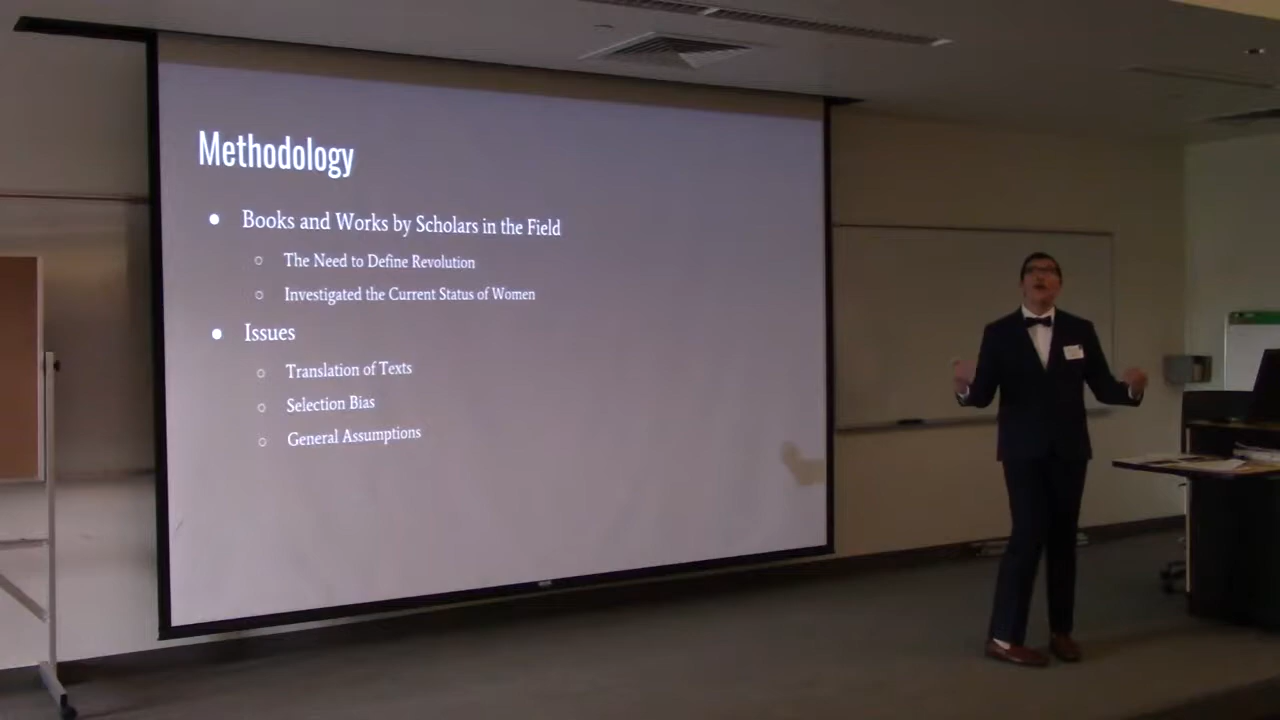 Methodology
● Books and Works by Scholars in the Field
○ The Need to Define Revolution
○ Investigated the Current Status of Women
● Issues
○ Translation of Texts
○ Selection Bias
○ General Assumptions